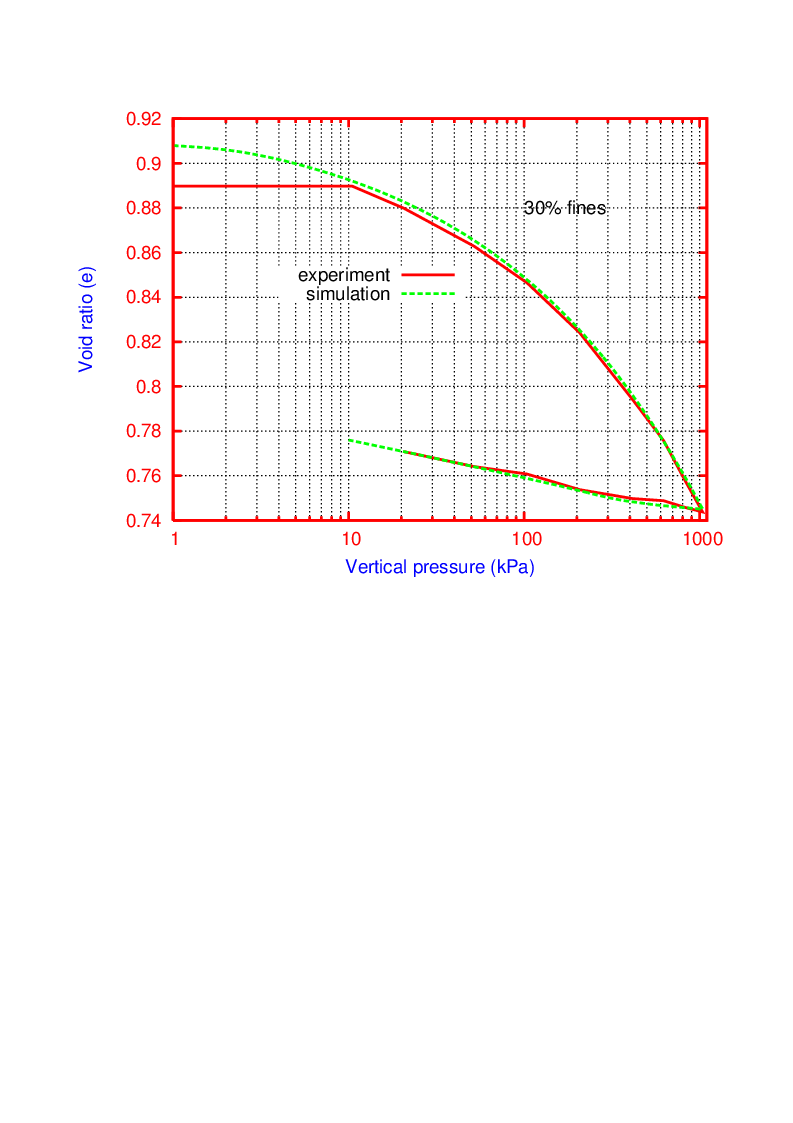 0.92
0.9
0.88
0.86
0.84
0.82
0.8
0.78
0.76
0.74
Void ratio (e)
30% fines
experiment
simulation
1 10 100 1000
Vertical pressure (kPa)